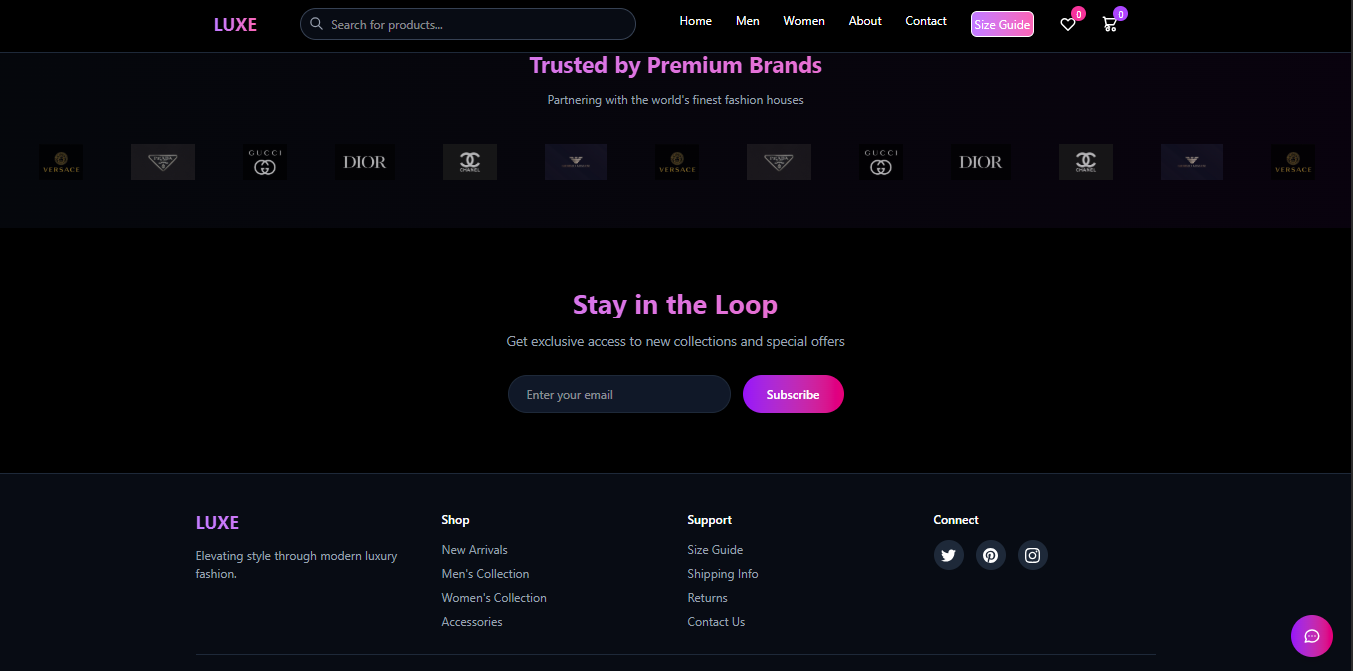 LUXE
Search for products...
Home
Men
Women
About
Contact
Size Guide
0
0
Trusted by Premium Brands
Partnering with the world's finest fashion houses
VERSACE
PRADA
GUCCI
DIOR
CHANEL
VERSACE
PRADA
GUCCI
DIOR
CHANEL
VERSACE
Stay in the Loop
Get exclusive access to new collections and special offers
Enter your email
Subscribe
LUXE
Elevating style through modern luxury
fashion.
Shop
New Arrivals
Men's Collection
Women's Collection
Accessories
Support
Size Guide
Shipping Info
Returns
Contact Us
Connect